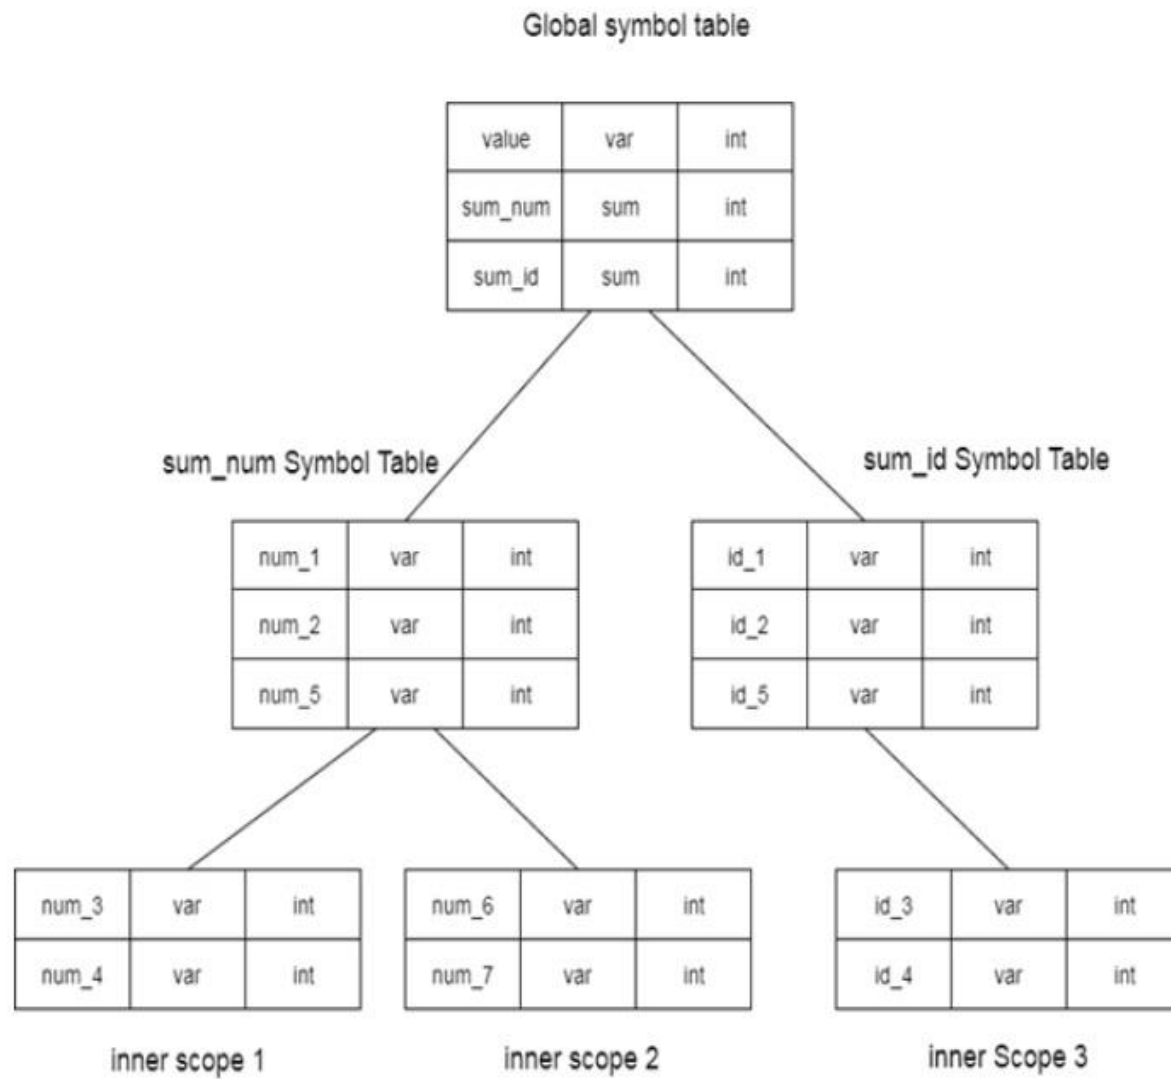 Global symbol table
value var int
sum_num sum int
sum_id sum int
sum_num Symbol Table
sum_id Symbol Table
num_1 var int
num_2 var int
num_5 var int
id_1 var int
id_2 var int
id_5 var int
num_3 var int
num_4 var int
num_6 var int
num_7 var int
id_3 var int
id_4 var int
inner scope 1
inner scope 2
inner Scope 3